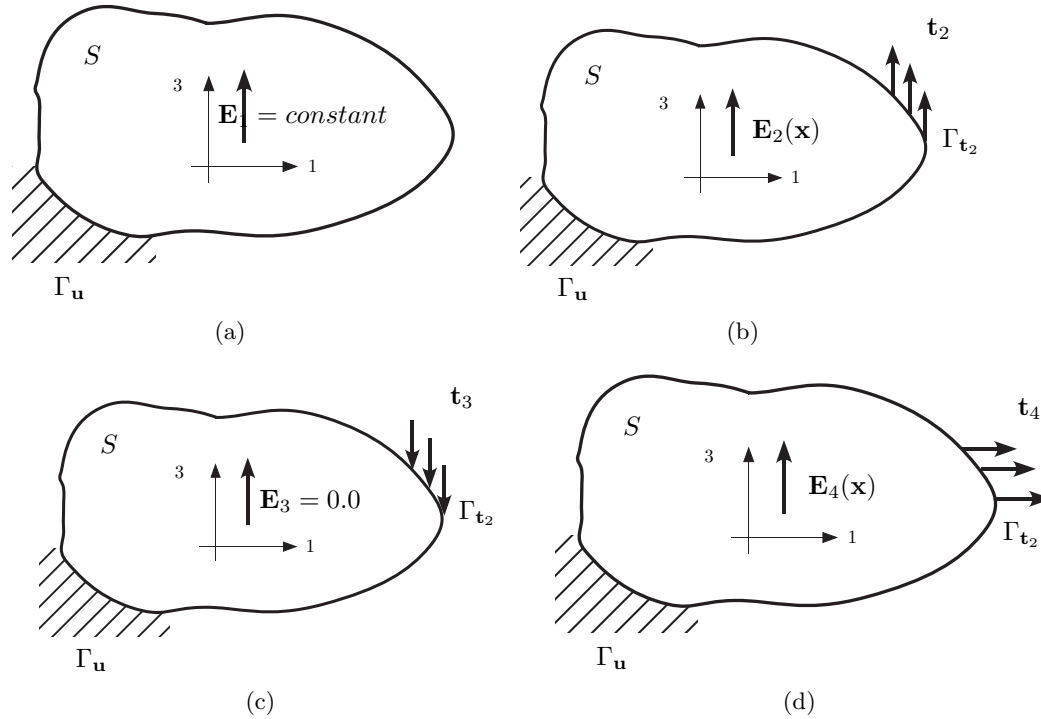 S
3
𝐄₁ = constant
1
Γ𝐮
(a)
𝐭₂
S
3
𝐄₂(𝐱)
Γ𝐭₂
1
Γ𝐮
(b)
𝐭₃
S
3
𝐄₃ = 0.0
Γ𝐭₂
1
Γ𝐮
(c)
𝐭₄
S
3
𝐄₄(𝐱)
Γ𝐭₂
1
Γ𝐮
(d)